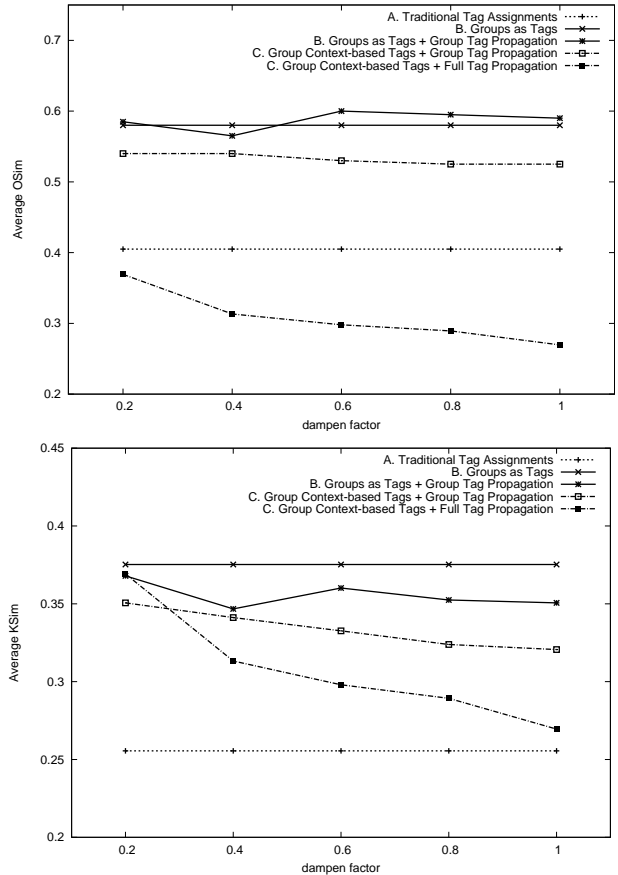 0.75
A. Traditional Tag Assignments
B. Groups as Tags
0.7
B. Groups as Tags + Group Tag Propagation
C. Group Context-based Tags + Group Tag Propagation
C. Group Context-based Tags + Full Tag Propagation
0.6
0.5
Average OSim
0.4
0.3
0.2
0.2 0.4 0.6 0.8 1
dampen factor
0.45
A. Traditional Tag Assignments
B. Groups as Tags
B. Groups as Tags + Group Tag Propagation
C. Group Context-based Tags + Group Tag Propagation
C. Group Context-based Tags + Full Tag Propagation
0.4
0.35
Average KSim
0.3
0.25
0.2
0.2 0.4 0.6 0.8 1
dampen factor